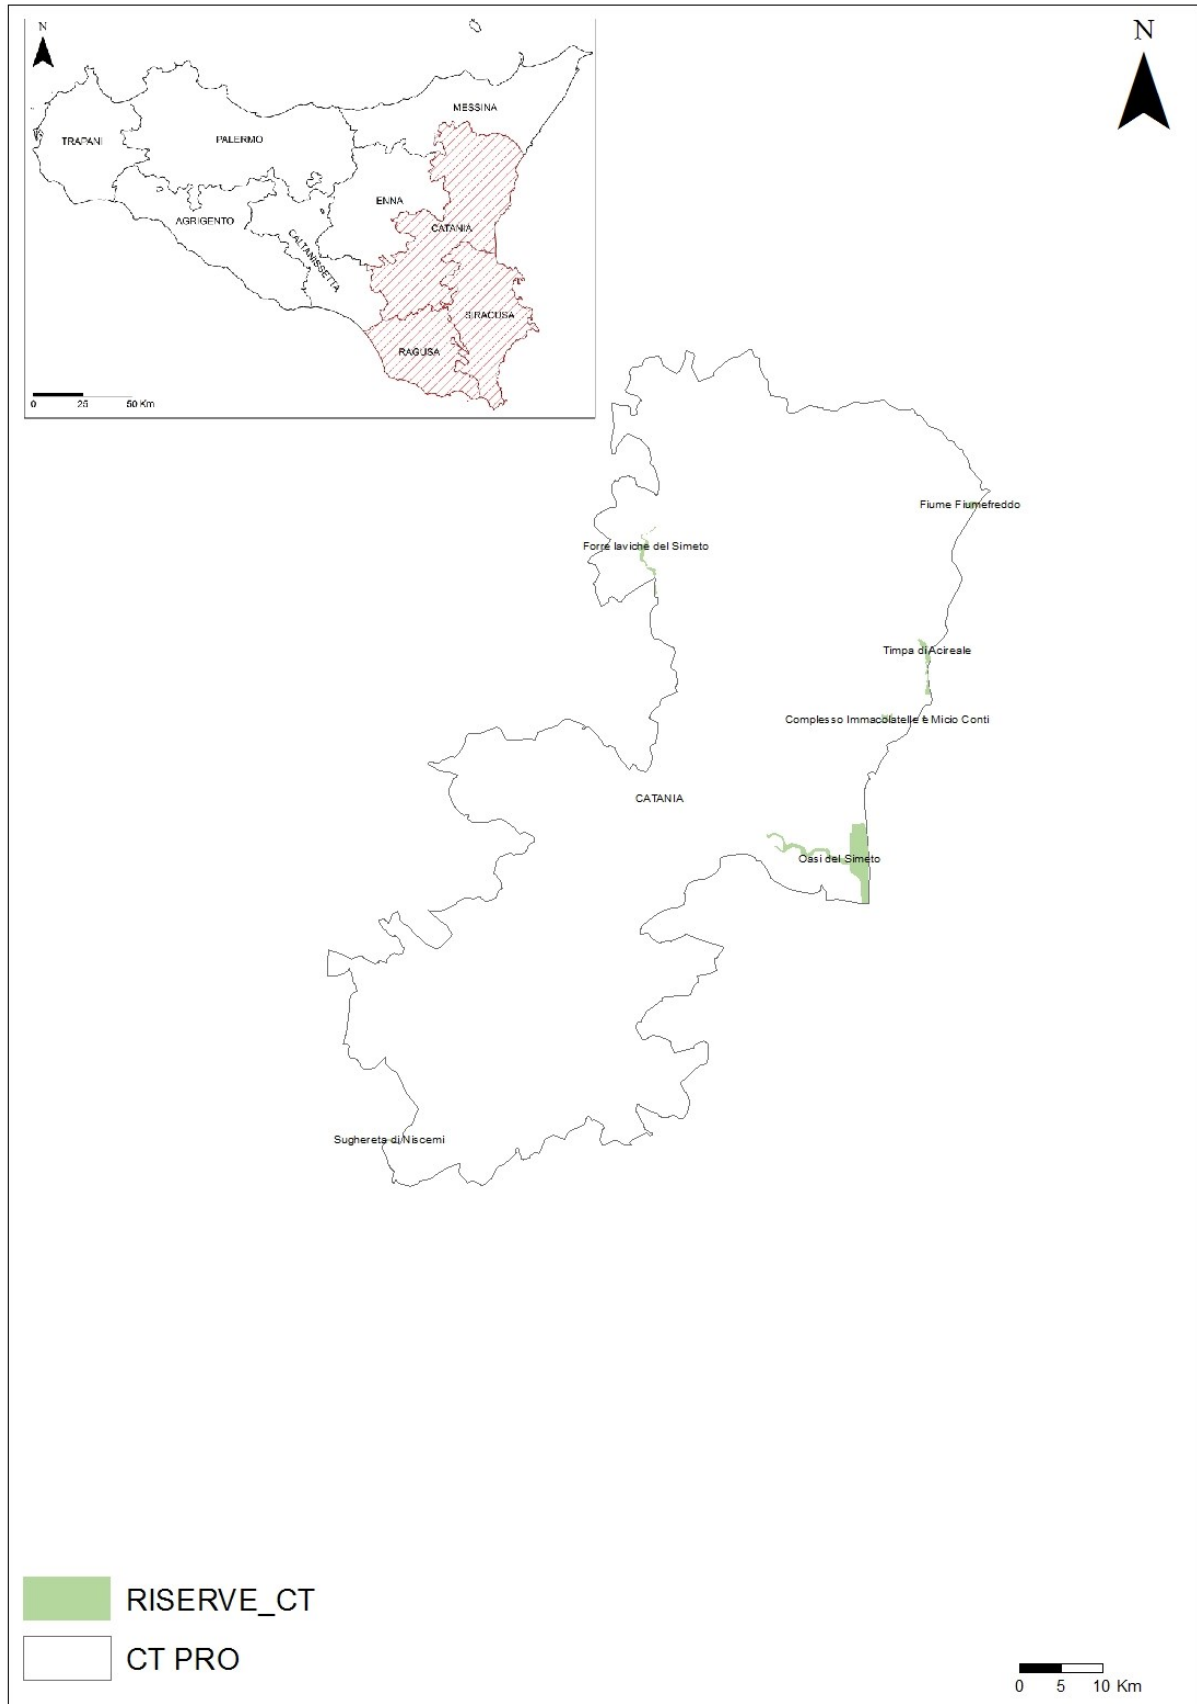 N
N
MESSINA
TRAPANI
PALERMO
ENNA
AGRIGENTO
CATANIA
CALTANISSETTA
SIRACUSA
RAGUSA
0 25 50 Km
Fiume Fiumefreddo
Forre laviche del Simeto
Timpa di Acireale
Complesso Immacolatelle e Micio Conti
CATANIA
Oasi del Simeto
Sughereta di Niscemi
RISERVE_CT
CT PRO
0 5 10 Km